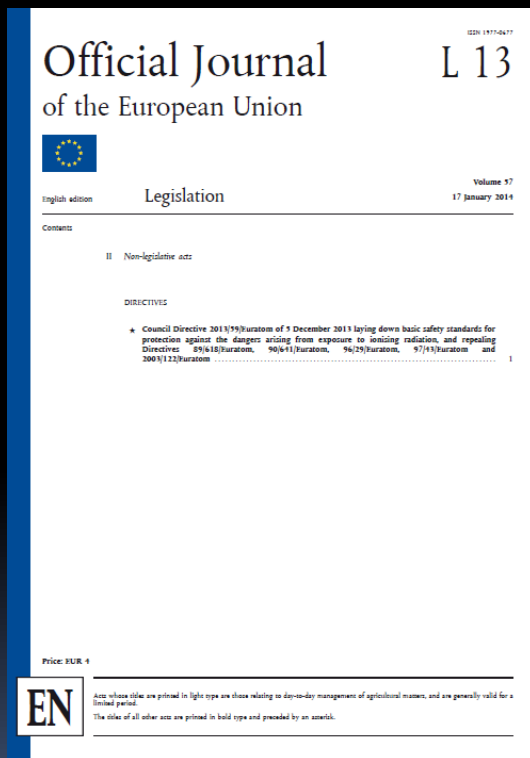 ISSN 1977-0677
Official Journal
L 13
of the European Union
Volume 57
English edition
Legislation
17 January 2014
Contents
II Non-legislative acts
DIRECTIVES
★ Council Directive 2013/59/Euratom of 5 December 2013 laying down basic safety standards for
protection against the dangers arising from exposure to ionising radiation, and repealing
Directives 89/618/Euratom, 90/641/Euratom, 96/29/Euratom, 97/43/Euratom and
2003/122/Euratom ........................................................................ 1
Price: EUR 4
EN
Acts whose titles are printed in light type are those relating to day-to-day management of agricultural matters, and are generally valid for a
limited period.
The titles of all other acts are printed in bold type and preceded by an asterisk.